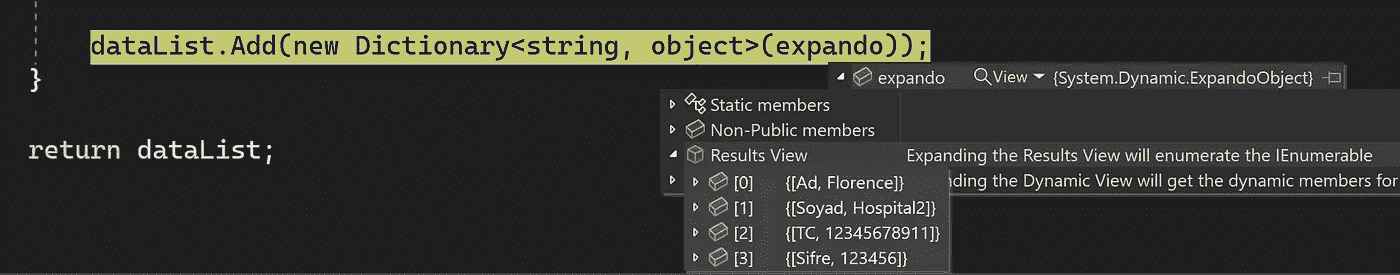 dataList.Add(new Dictionary<string, object>(expando));
expando View {System.Dynamic.ExpandoObject}
}
Static members
Non-Public members
return dataList;
Results View Expanding the Results View will enumerate the IEnumerable
nding the Dynamic View will get the dynamic members for
[0] {[Ad, Florence]}
[1] {[Soyad, Hospital2]}
[2] {[TC, 12345678911]}
[3] {[Sifre, 123456]}